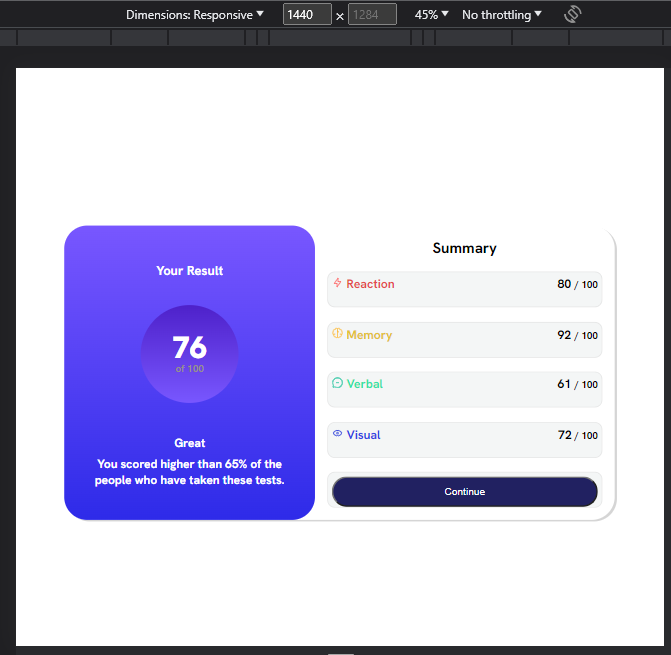 Dimensions: Responsive 1440 × 1284 45% No throttling
Your Result
76
of 100
Great
You scored higher than 65% of the
people who have taken these tests.
Summary
Reaction 80 / 100
Memory 92 / 100
Verbal 61 / 100
Visual 72 / 100
Continue